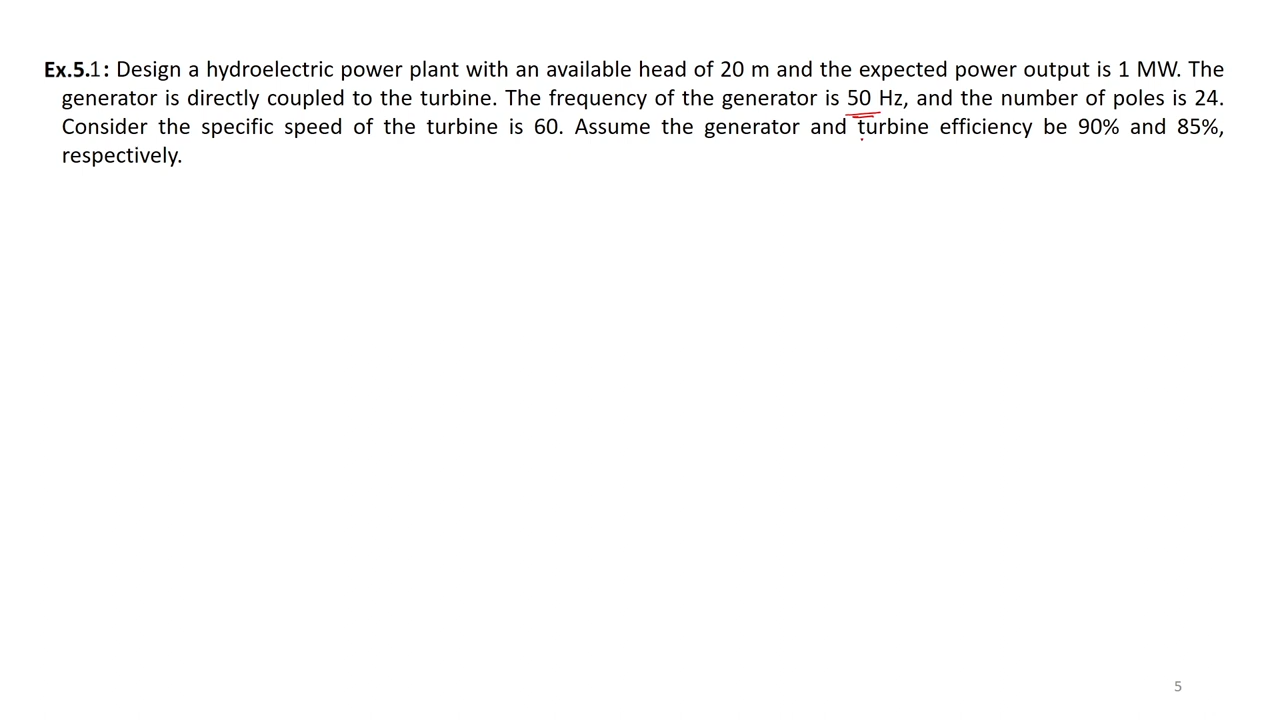 Ex.5.1: Design a hydroelectric power plant with an available head of 20 m and the expected power output is 1 MW. The
generator is directly coupled to the turbine. The frequency of the generator is 50 Hz, and the number of poles is 24.
Consider the specific speed of the turbine is 60. Assume the generator and turbine efficiency be 90% and 85%,
respectively.
5